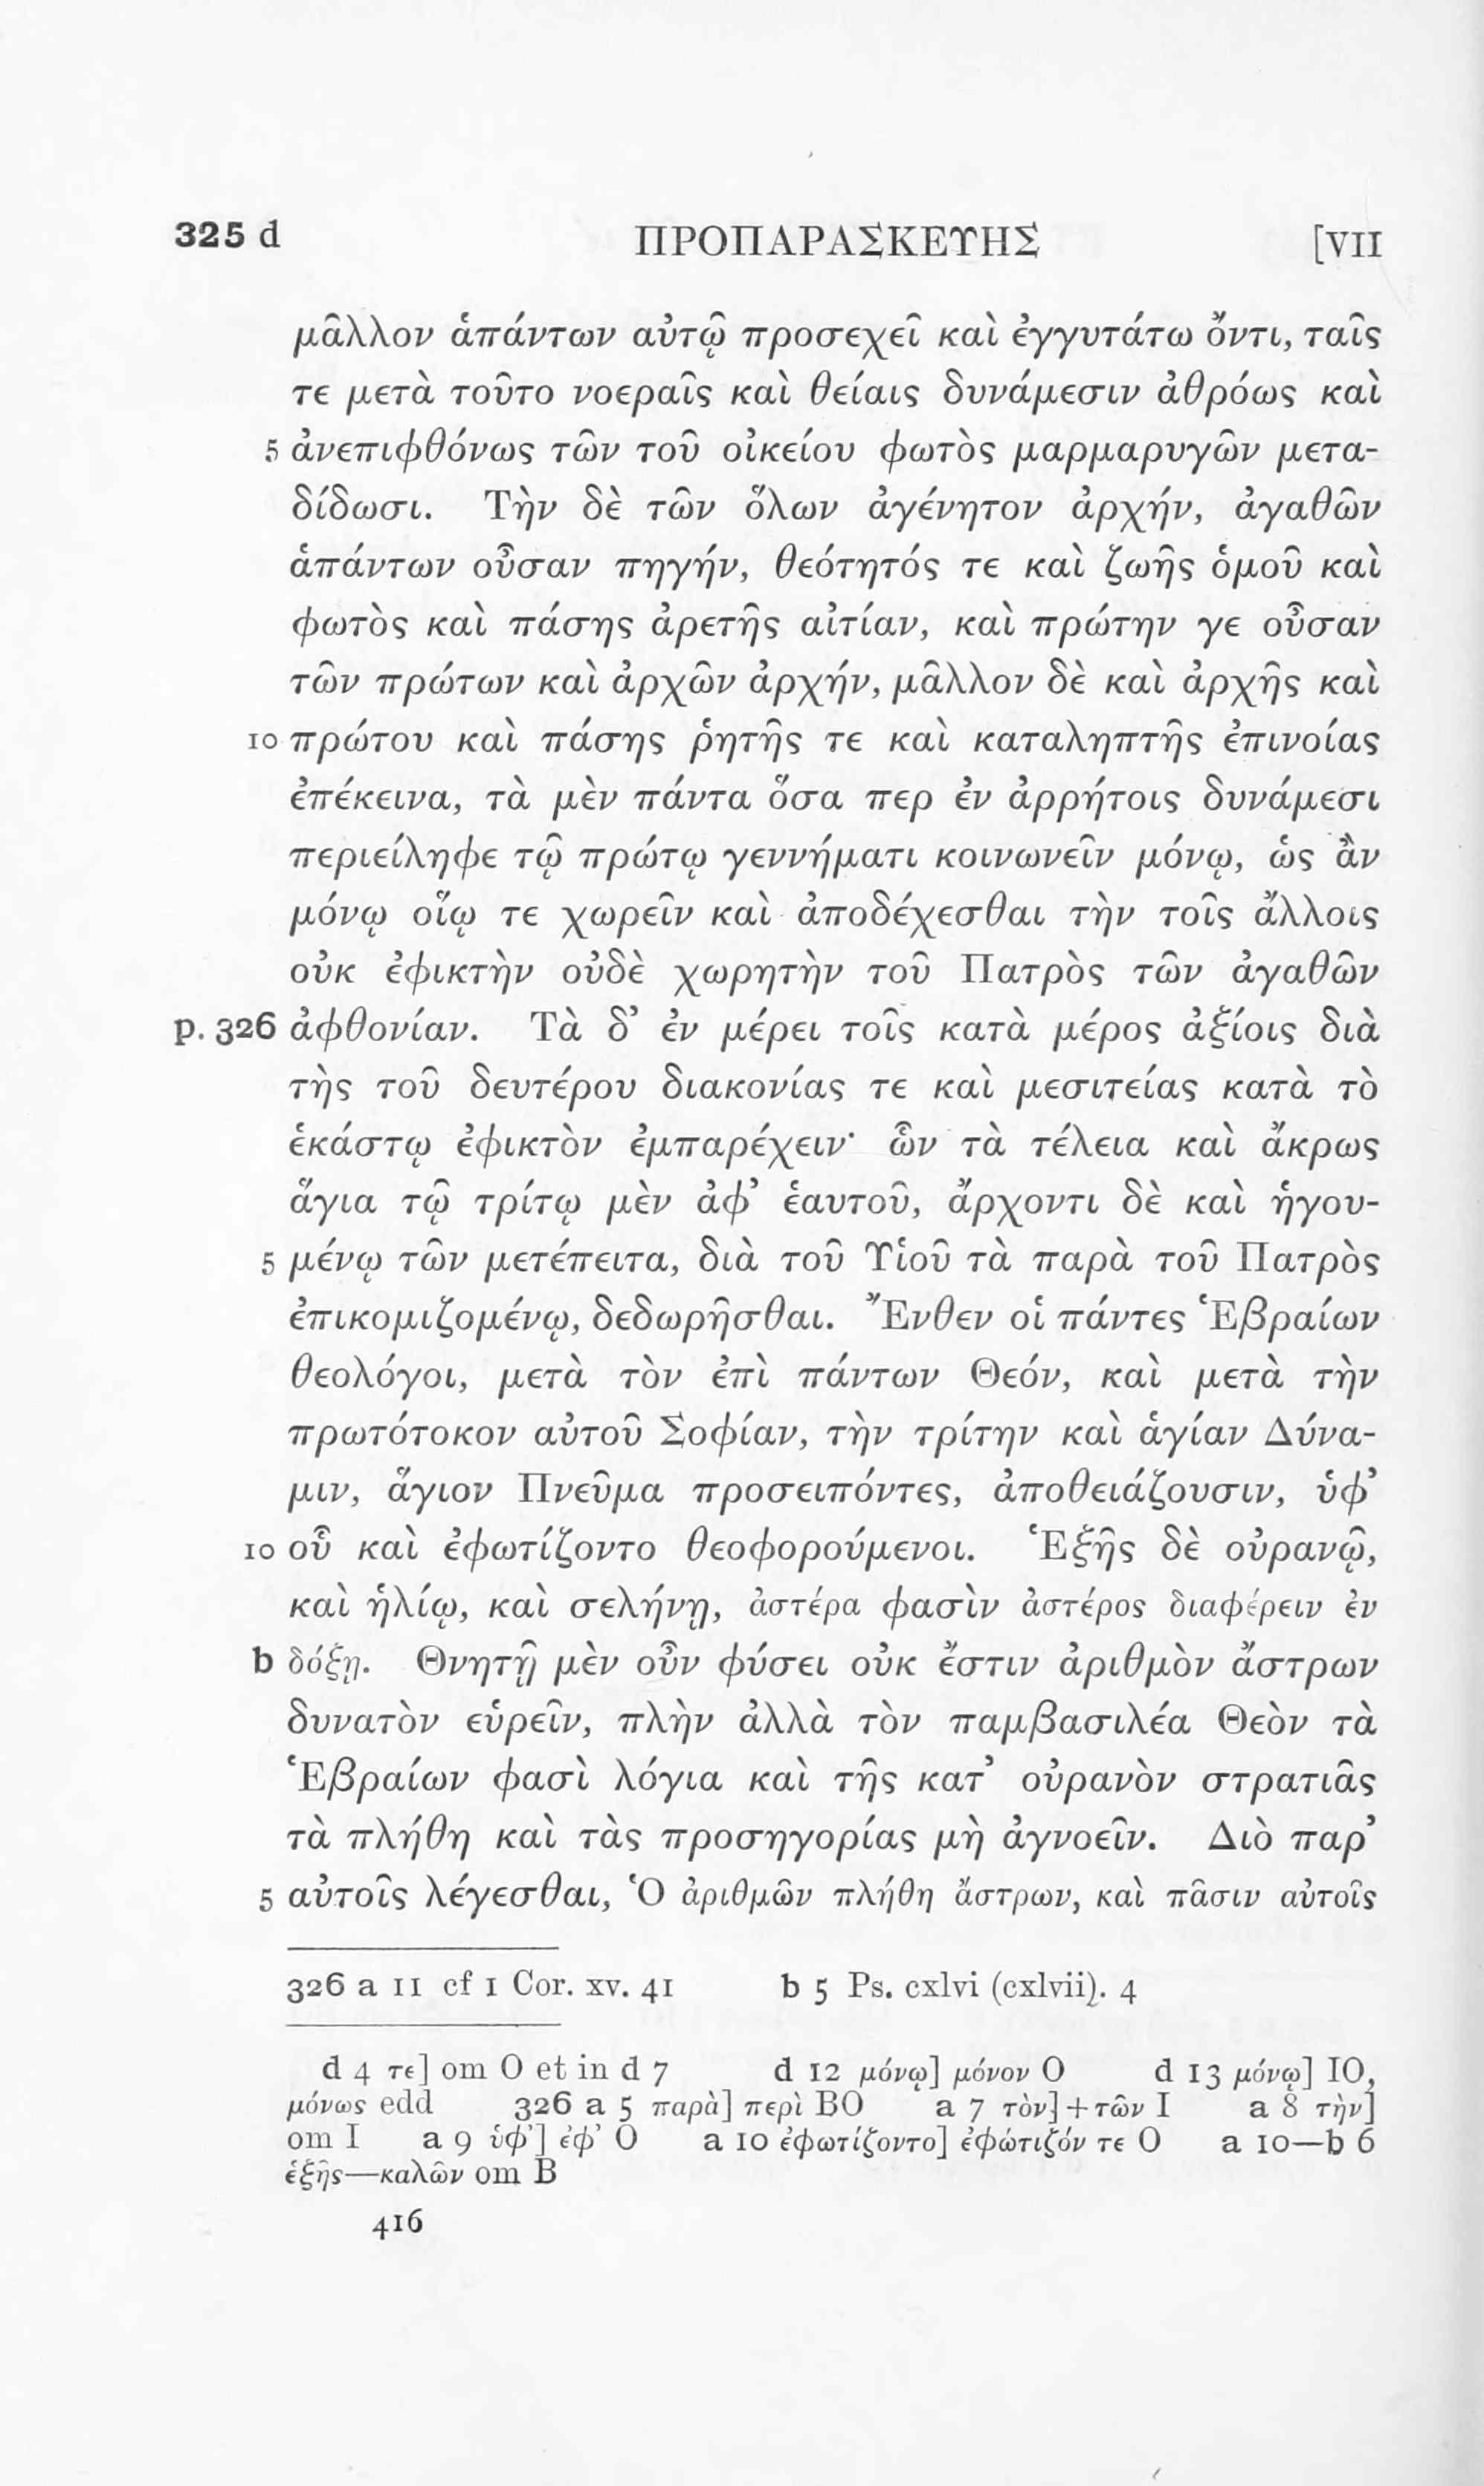 325 d ΠΡΟΠΑΡΑΣΚΕΥΗΣ [VII
μᾶλλον ἁπάντων αὐτῷ προσεχεῖ καὶ ἐγγυτάτω ὄντι, ταῖς
τε μετὰ τοῦτο νοεραῖς καὶ θείαις δυνάμεσιν ἀθρόως καὶ
5 ἀνεπιφθόνως τῶν τοῦ οἰκείου φωτὸς μαρμαρυγῶν μετα-
δίδωσι. Τὴν δὲ τῶν ὅλων ἀγένητον ἀρχήν, ἀγαθῶν
ἁπάντων οὖσαν πηγήν, θεότητός τε καὶ ζωῆς ὁμοῦ καὶ
φωτὸς καὶ πάσης ἀρετῆς αἰτίαν, καὶ πρώτην γε οὖσαν
τῶν πρώτων καὶ ἀρχῶν ἀρχήν, μᾶλλον δὲ καὶ ἀρχῆς καὶ
10 πρώτου καὶ πάσης ῥητῆς τε καὶ καταληπτῆς ἐπινοίας
ἐπέκεινα, τὰ μὲν πάντα ὅσα περ ἐν ἀρρήτοις δυνάμεσι
περιείληφε τῷ πρώτῳ γεννήματι κοινωνεῖν μόνῳ, ὡς ἂν
μόνῳ οἵῳ τε χωρεῖν καὶ ἀποδέχεσθαι τὴν τοῖς ἄλλοις
οὐκ ἐφικτὴν οὐδὲ χωρητὴν τοῦ Πατρὸς τῶν ἀγαθῶν
p. 326 ἀφθονίαν. Τὰ δ’ ἐν μέρει τοῖς κατὰ μέρος ἀξίοις διὰ
τῆς τοῦ δευτέρου διακονίας τε καὶ μεσιτείας κατὰ τὸ
ἑκάστῳ ἐφικτὸν ἐμπαρέχειν· ὧν τὰ τέλεια καὶ ἄκρως
ἅγια τῷ τρίτῳ μὲν ἀφ’ ἑαυτοῦ, ἄρχοντι δὲ καὶ ἡγου-
5 μένῳ τῶν μετέπειτα, διὰ τοῦ Υἱοῦ τὰ παρὰ τοῦ Πατρὸς
ἐπικομιζομένῳ, δεδωρῆσθαι. Ἔνθεν οἱ πάντες Ἑβραίων
θεολόγοι, μετὰ τὸν ἐπὶ πάντων Θεόν, καὶ μετὰ τὴν
πρωτότοκον αὐτοῦ Σοφίαν, τὴν τρίτην καὶ ἁγίαν Δύνα-
μιν, ἅγιον Πνεῦμα προσειπόντες, ἀποθειάζουσιν, ὑφ’
10 οὗ καὶ ἐφωτίζοντο θεοφορούμενοι. Ἑξῆς δὲ οὐρανῷ,
καὶ ἡλίῳ, καὶ σελήνῃ, ἀστέρα φασὶν ἀστέρος διαφέρειν ἐν
b δόξῃ. Θνητῇ μὲν οὖν φύσει οὐκ ἔστιν ἀριθμὸν ἄστρων
δυνατὸν εὑρεῖν, πλὴν ἀλλὰ τὸν παμβασιλέα Θεὸν τὰ
Ἑβραίων φασὶ λόγια καὶ τῆς κατ’ οὐρανὸν στρατιᾶς
τὰ πλήθη καὶ τὰς προσηγορίας μὴ ἀγνοεῖν. Διὸ παρ’
5 αὐτοῖς λέγεσθαι, Ὁ ἀριθμῶν πλήθη ἄστρων, καὶ πᾶσιν αὐτοῖς
326 a 11 cf 1 Cor. xv. 41 b 5 Ps. cxlvi (cxlvii). 4
d 4 τε] om O et in d 7 d 12 μόνῳ] μόνον O d 13 μόνῳ] IO,
μόνως edd 326 a 5 παρὰ] περὶ BO a 7 τὸν]+τῶν I a 8 τὴν]
om I a 9 ὑφ’] ἐφ’ O a 10 ἐφωτίζοντο] ἐφώτιζόν τε O a 10—b 6
ἑξῆς—καλῶν om B
416